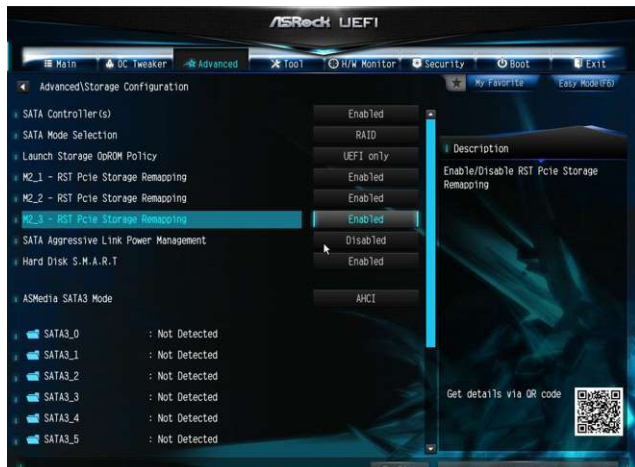 ASRock UEFI
Main
OC Tweaker
Advanced
Tool
H/W Monitor
Security
Boot
Exit
Advanced\Storage Configuration
My Favorite
Easy Mode(F6)
SATA Controller(s) Enabled
SATA Mode Selection RAID
Launch Storage OpROM Policy UEFI only
M2_1 - RST Pcie Storage Remapping Enabled
M2_2 - RST Pcie Storage Remapping Enabled
M2_3 - RST Pcie Storage Remapping Enabled
SATA Aggressive Link Power Management Disabled
Hard Disk S.M.A.R.T Enabled
ASMedia SATA3 Mode AHCI
SATA3_0 : Not Detected
SATA3_1 : Not Detected
SATA3_2 : Not Detected
SATA3_3 : Not Detected
SATA3_4 : Not Detected
SATA3_5 : Not Detected
Description
Enable/Disable RST Pcie Storage
Remapping
Get details via QR code